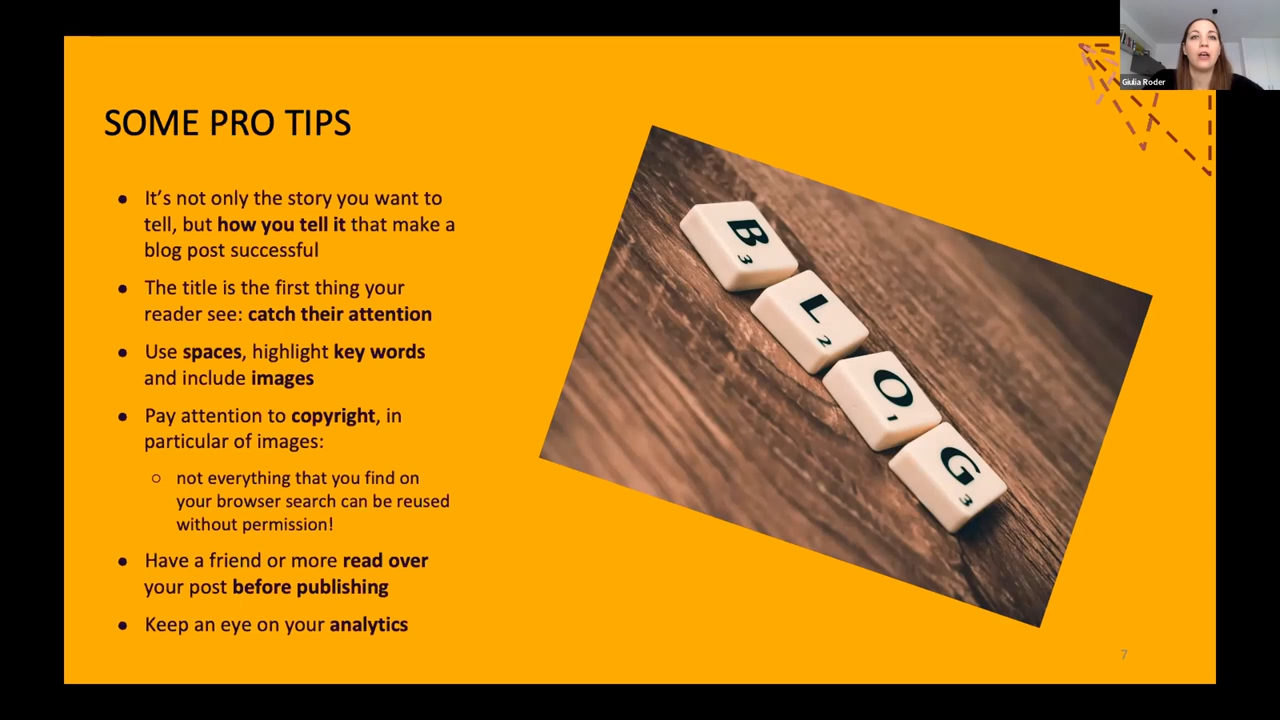 Giulia Roder
SOME PRO TIPS
● It's not only the story you want to
tell, but how you tell it that make a
blog post successful
● The title is the first thing your
reader see: catch their attention
● Use spaces, highlight key words
and include images
● Pay attention to copyright, in
particular of images:
○ not everything that you find on
your browser search can be reused
without permission!
● Have a friend or more read over
your post before publishing
● Keep an eye on your analytics
B 3
L 2
O 1
G 3
7